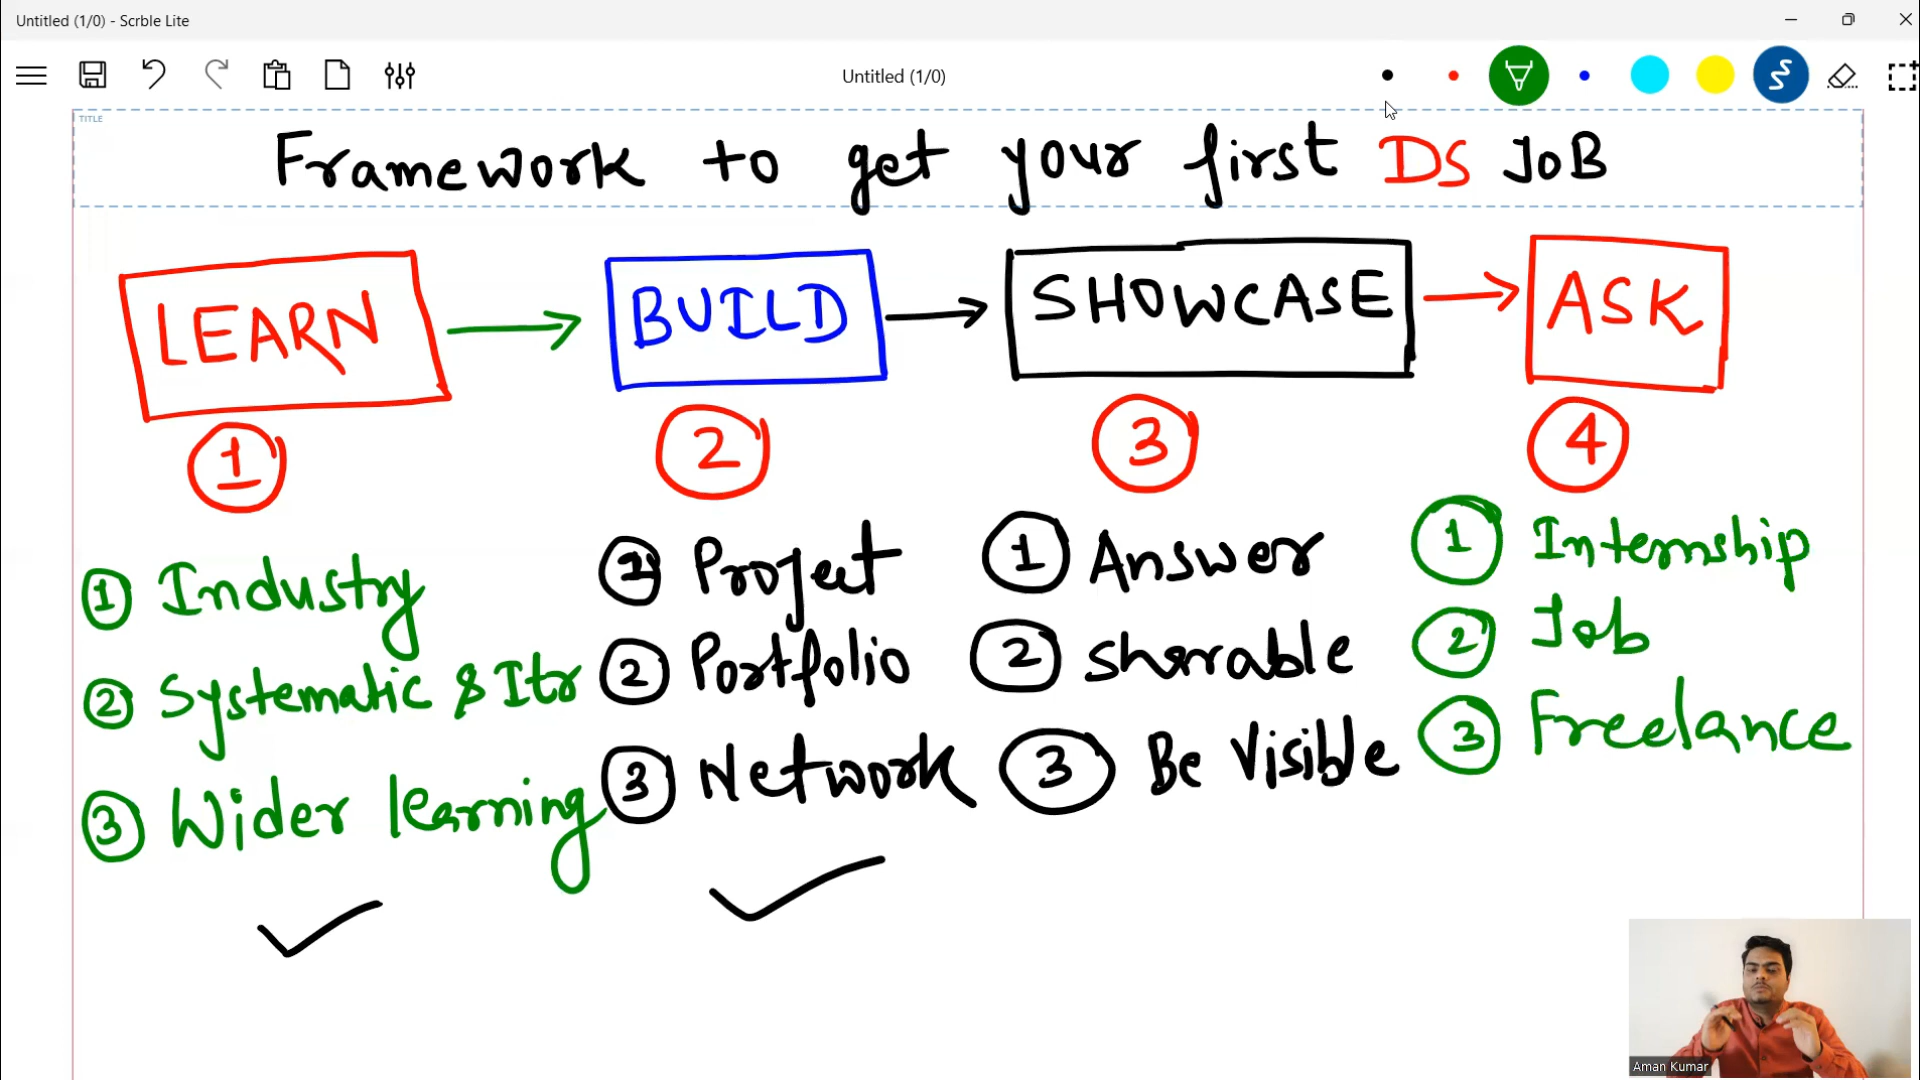 Untitled (1/0) - Scrble Lite
Untitled (1/0)
TITLE
Framework to get your first DS JOB
LEARN → BUILD → SHOWCASE → ASK
1 2 3 4
1 Industry
2 Systematic & Itr
3 Wider learning
1 Project
2 Portfolio
3 Network
1 Answer
2 Sharable
3 Be Visible
1 Internship
2 Job
3 Freelance
Aman Kumar